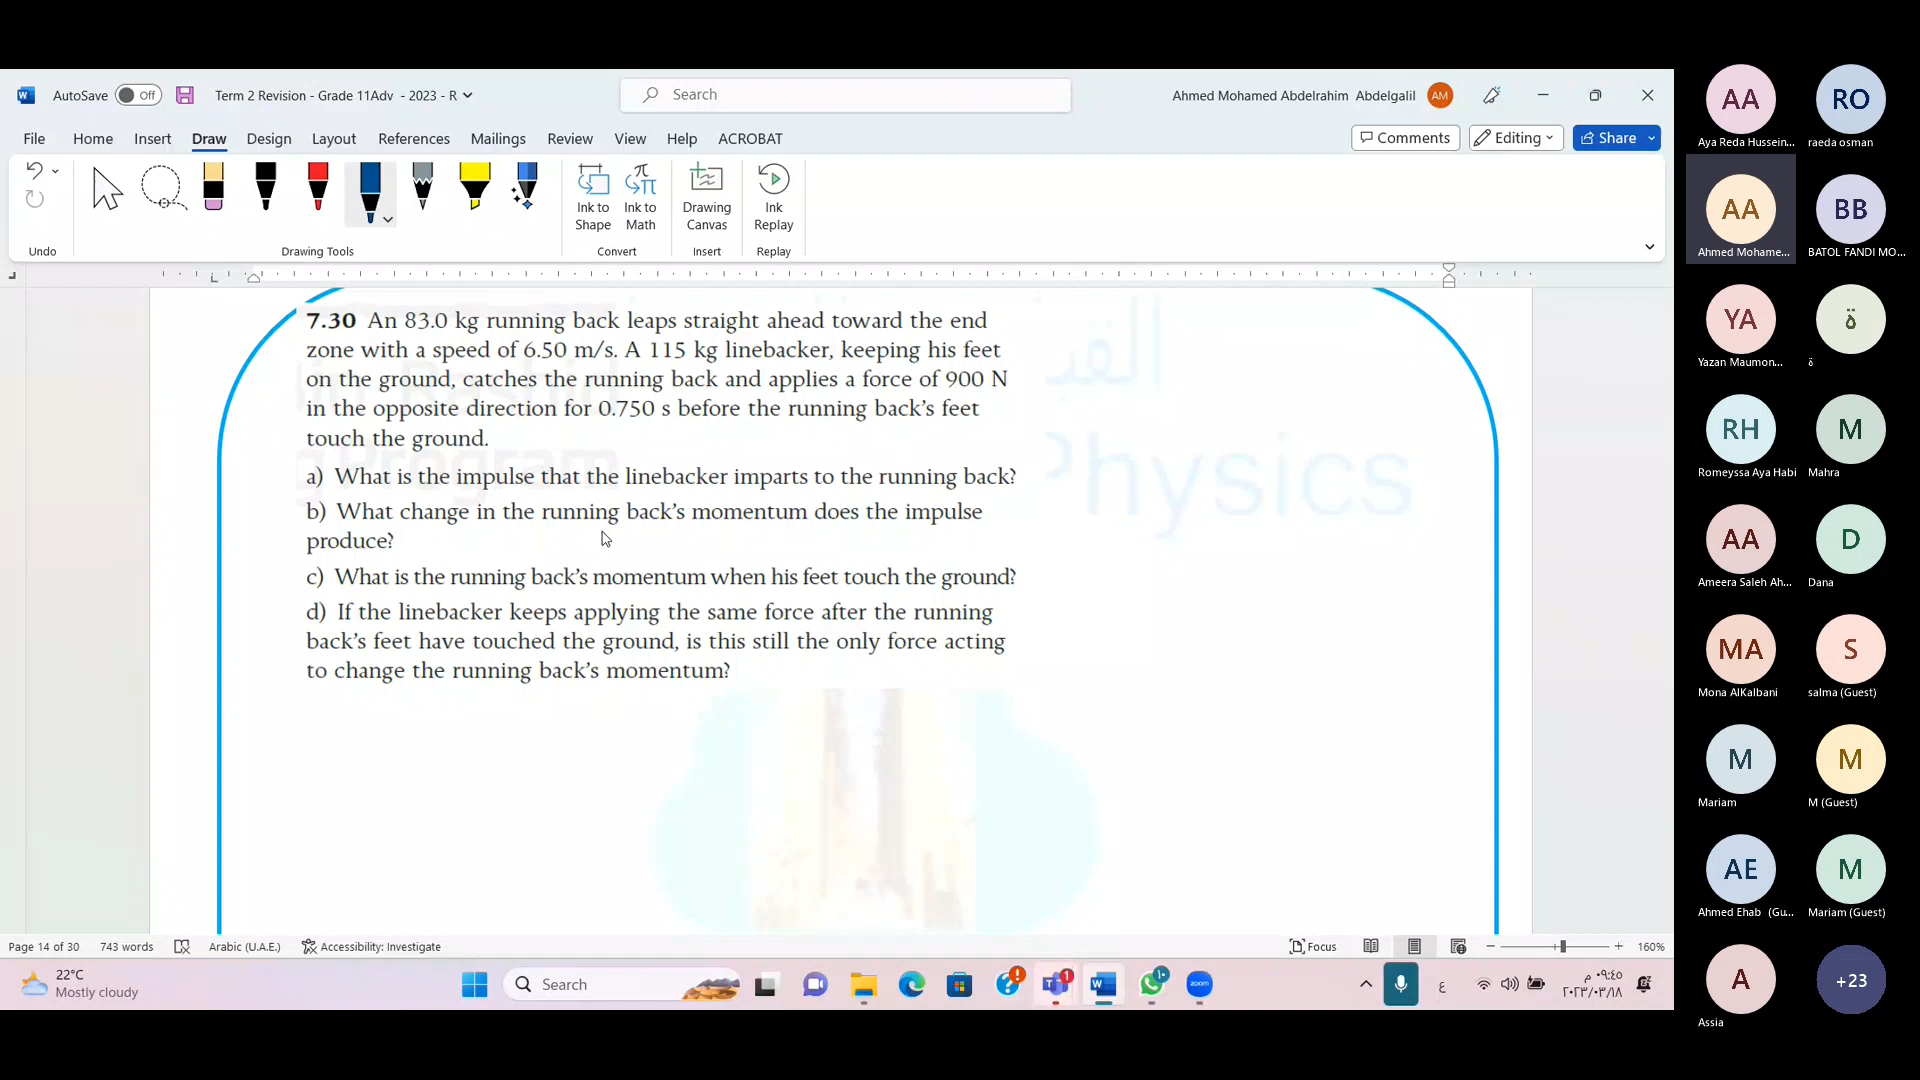 AutoSave Off Term 2 Revision - Grade 11Adv - 2023 - R Search Ahmed Mohamed Abdelrahim Abdelgalil AM
File Home Insert Draw Design Layout References Mailings Review View Help ACROBAT Comments Editing Share
Ink to Shape
Ink to Math
Drawing Canvas
Ink Replay
Undo Drawing Tools Convert Insert Replay
7.30 An 83.0 kg running back leaps straight ahead toward the end
zone with a speed of 6.50 m/s. A 115 kg linebacker, keeping his feet
on the ground, catches the running back and applies a force of 900 N
in the opposite direction for 0.750 s before the running back's feet
touch the ground.
a) What is the impulse that the linebacker imparts to the running back?
b) What change in the running back's momentum does the impulse
produce?
c) What is the running back's momentum when his feet touch the ground?
d) If the linebacker keeps applying the same force after the running
back's feet have touched the ground, is this still the only force acting
to change the running back's momentum?
Rashid
Program
Physics
Page 14 of 30 743 words Arabic (U.A.E.) Accessibility: Investigate Focus 160%
22°C
Mostly cloudy
Search
zoom
ع
٠٩:٤٥ م
٢٠٢٣/٠٣/١٨
AA RO
Aya Reda Hussein... raeda osman
AA BB
Ahmed Mohame... BATOL FANDI MO...
YA ة
Yazan Maumon... ة
RH M
Romeyssa Aya Habi Mahra
AA D
Ameera Saleh Ah... Dana
MA S
Mona AlKalbani salma (Guest)
M M
Mariam M (Guest)
AE M
Ahmed Ehab (Gu... Mariam (Guest)
A +23
Assia